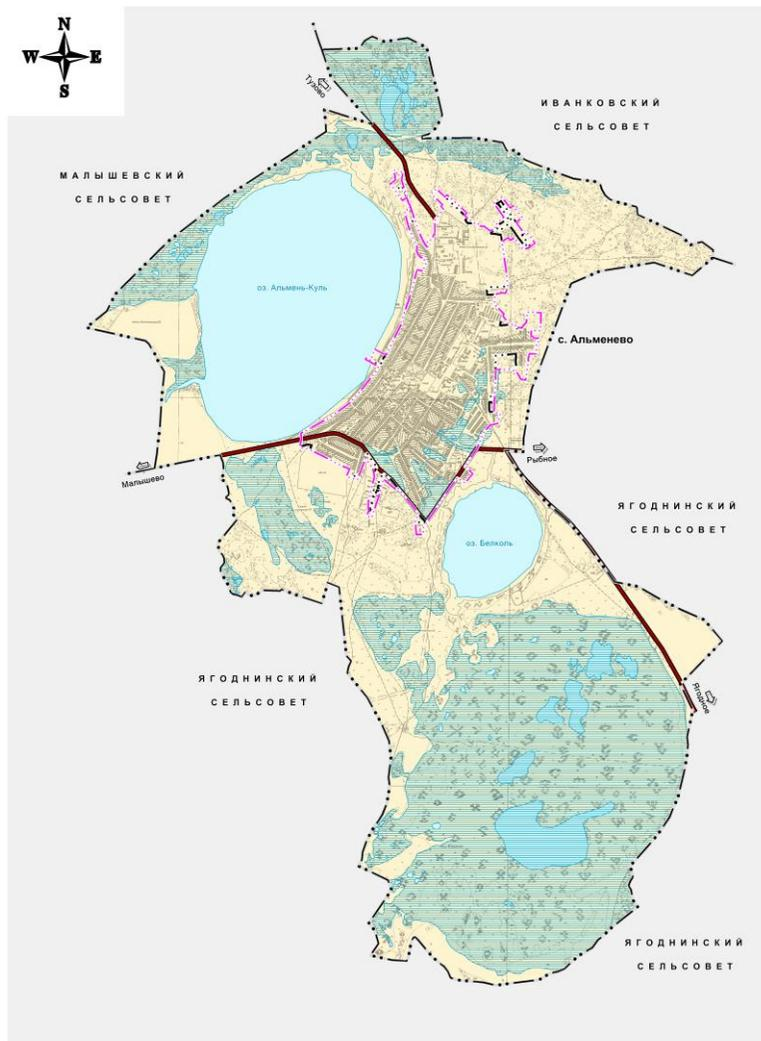 N
W E
S
Тузово
ИВАНКОВСКИЙ
СЕЛЬСОВЕТ
МАЛЫШЕВСКИЙ
СЕЛЬСОВЕТ
оз. Альмень-Куль
с. Альменево
Рыбное
Малышево
ЯГОДНИНСКИЙ
СЕЛЬСОВЕТ
оз. Белколь
ЯГОДНИНСКИЙ
СЕЛЬСОВЕТ
Ягодное
ЯГОДНИНСКИЙ
СЕЛЬСОВЕТ